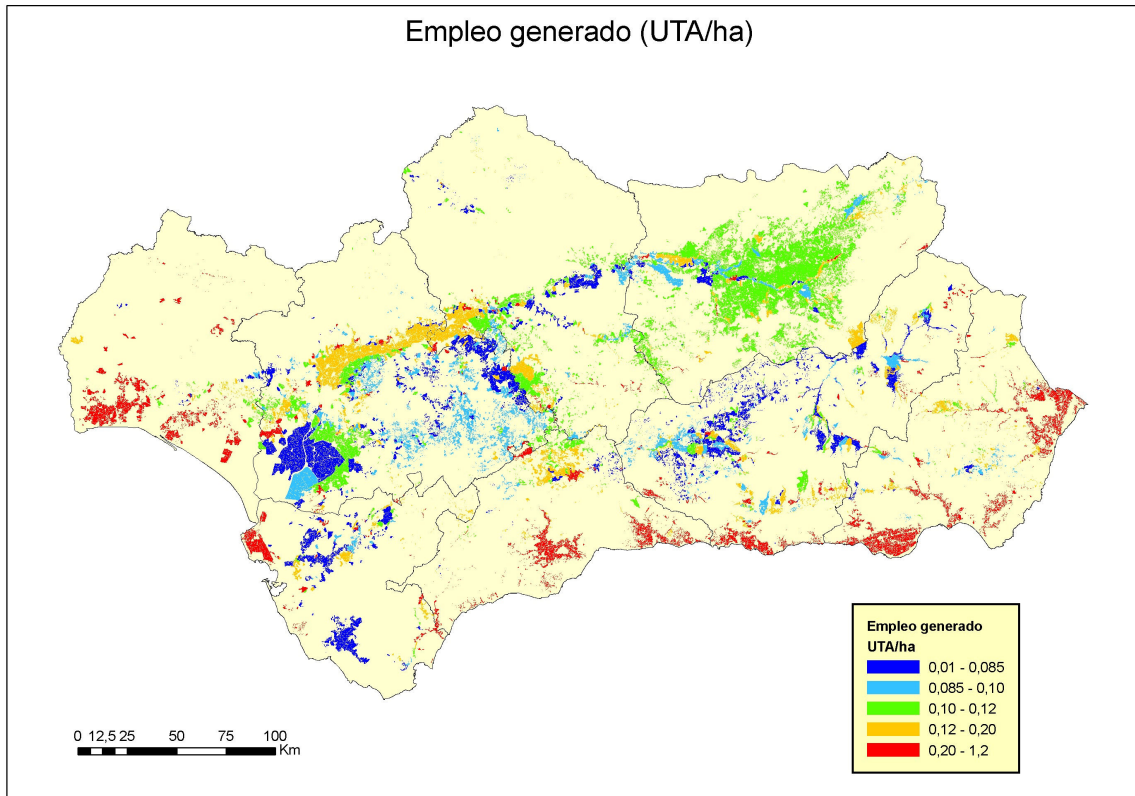 Empleo generado (UTA/ha)
Empleo generado
UTA/ha
0,01 - 0,085
0,085 - 0,10
0,10 - 0,12
0,12 - 0,20
0,20 - 1,2
0 12,5 25 50 75 100
Km